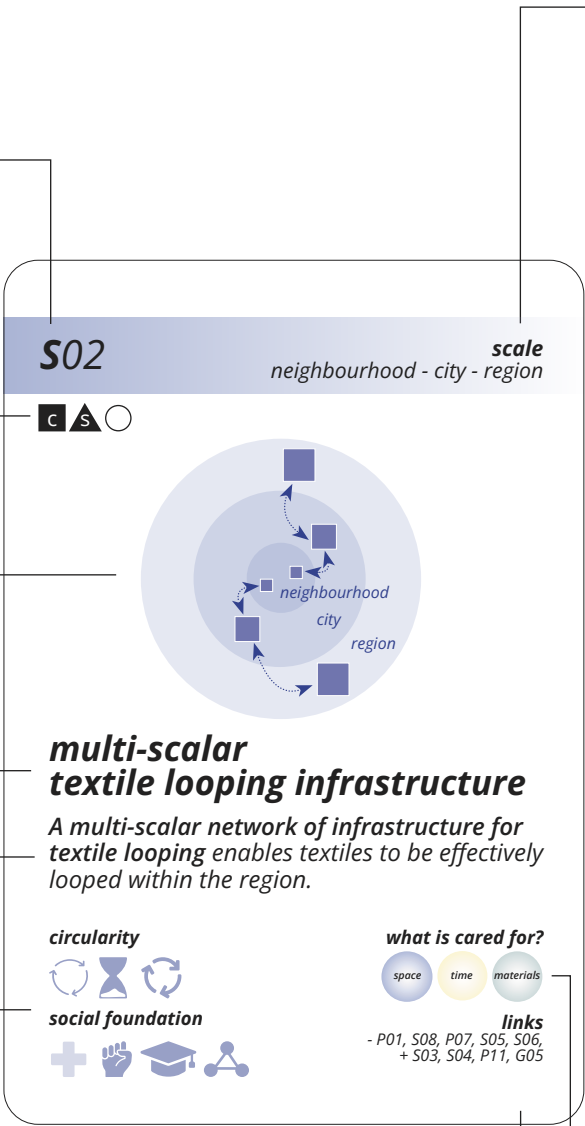 S02
scale
neighbourhood - city - region
C S
neighbourhood
city
region
multi-scalar
textile looping infrastructure
A multi-scalar network of infrastructure for
textile looping enables textiles to be effectively
looped within the region.
circularity
what is cared for?
space time materials
social foundation
links
- P01, S08, P07, S05, S06,
+ S03, S04, P11, G05